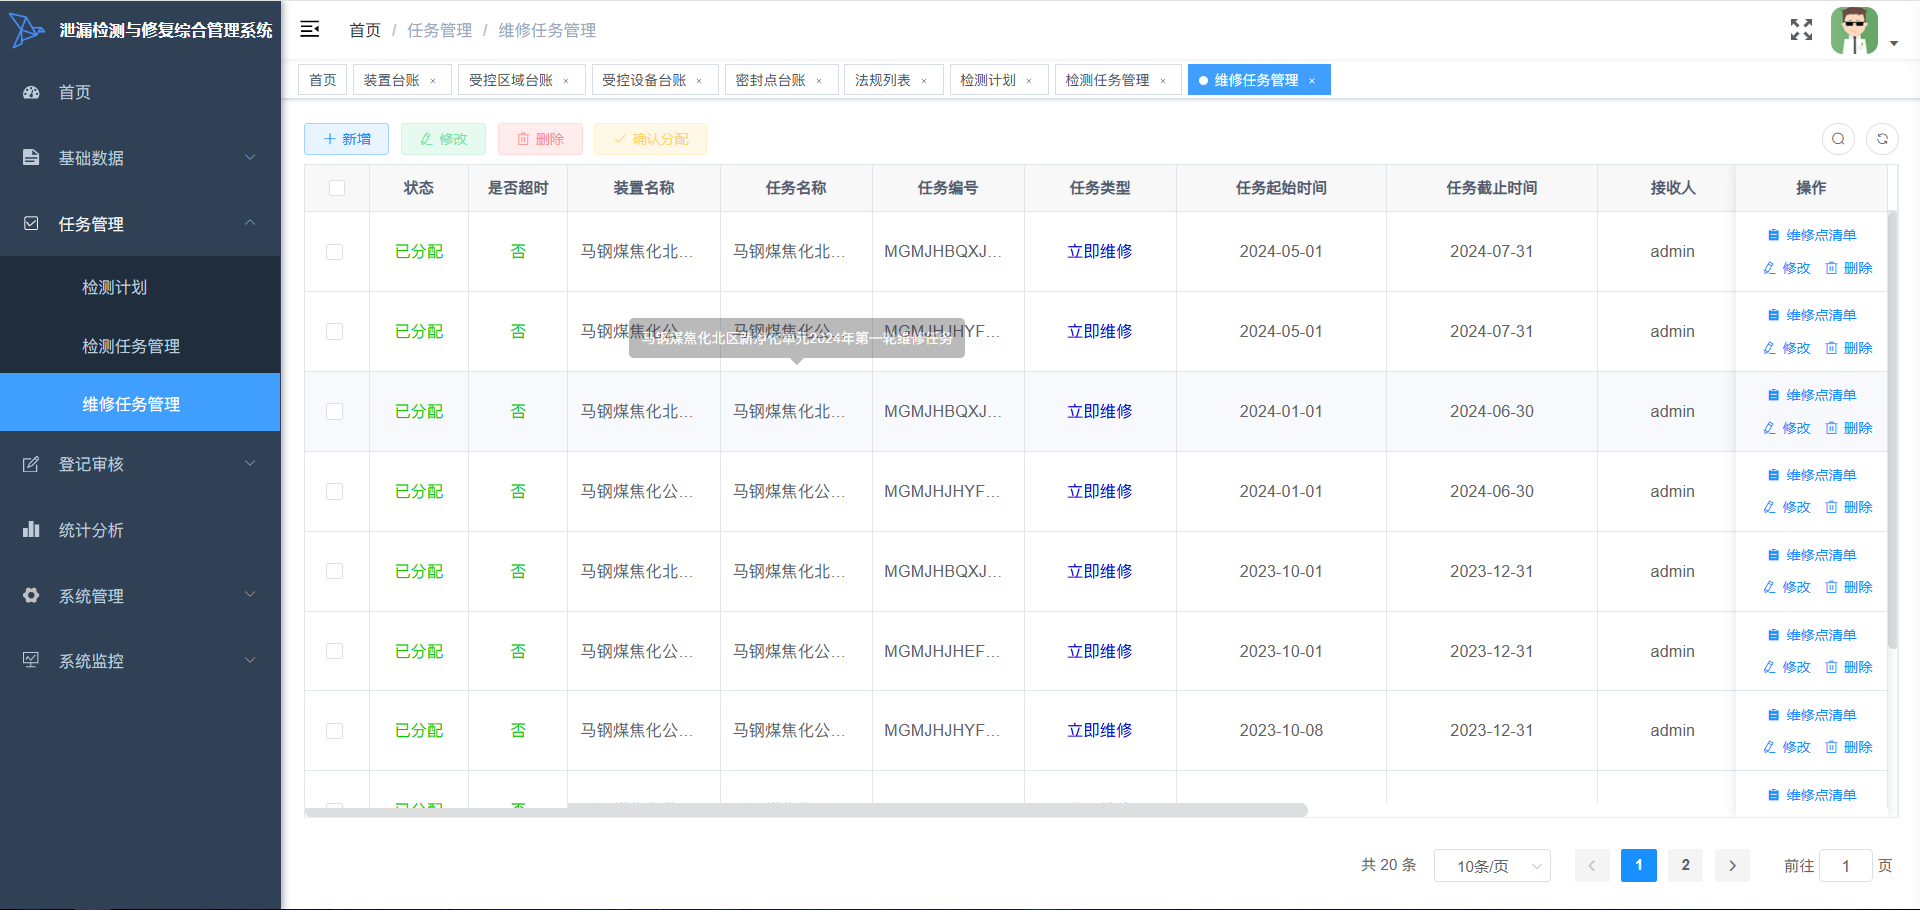 泄漏检测与修复综合管理系统
首页 / 任务管理 / 维修任务管理
首页
基础数据
任务管理
检测计划
检测任务管理
维修任务管理
登记审核
统计分析
系统管理
系统监控
首页 装置台账 × 受控区域台账 × 受控设备台账 × 密封点台账 × 法规列表 × 检测计划 × 检测任务管理 × 维修任务管理 ×
新增 修改 删除 确认分配
状态 是否超时 装置名称 任务名称 任务编号 任务类型 任务起始时间 任务截止时间 接收人 操作
已分配 否 马钢煤焦化北... 马钢煤焦化北... MGMJHBQXJ... 立即维修 2024-05-01 2024-07-31 admin 维修点清单
修改 删除
已分配 否 马钢煤焦化公... 马钢煤焦化公... MGMJHJHYF... 立即维修 2024-05-01 2024-07-31 admin 维修点清单
修改 删除
马钢煤焦化北区新净化单元2024年第一轮维修任务
已分配 否 马钢煤焦化北... 马钢煤焦化北... MGMJHBQXJ... 立即维修 2024-01-01 2024-06-30 admin 维修点清单
修改 删除
已分配 否 马钢煤焦化公... 马钢煤焦化公... MGMJHJHYF... 立即维修 2024-01-01 2024-06-30 admin 维修点清单
修改 删除
已分配 否 马钢煤焦化北... 马钢煤焦化北... MGMJHBQXJ... 立即维修 2023-10-01 2023-12-31 admin 维修点清单
修改 删除
已分配 否 马钢煤焦化公... 马钢煤焦化公... MGMJHJHEF... 立即维修 2023-10-01 2023-12-31 admin 维修点清单
修改 删除
已分配 否 马钢煤焦化公... 马钢煤焦化公... MGMJHJHYF... 立即维修 2023-10-08 2023-12-31 admin 维修点清单
修改 删除
已分配 否 维修点清单
共 20 条 10条/页 1 2 前往 1 页